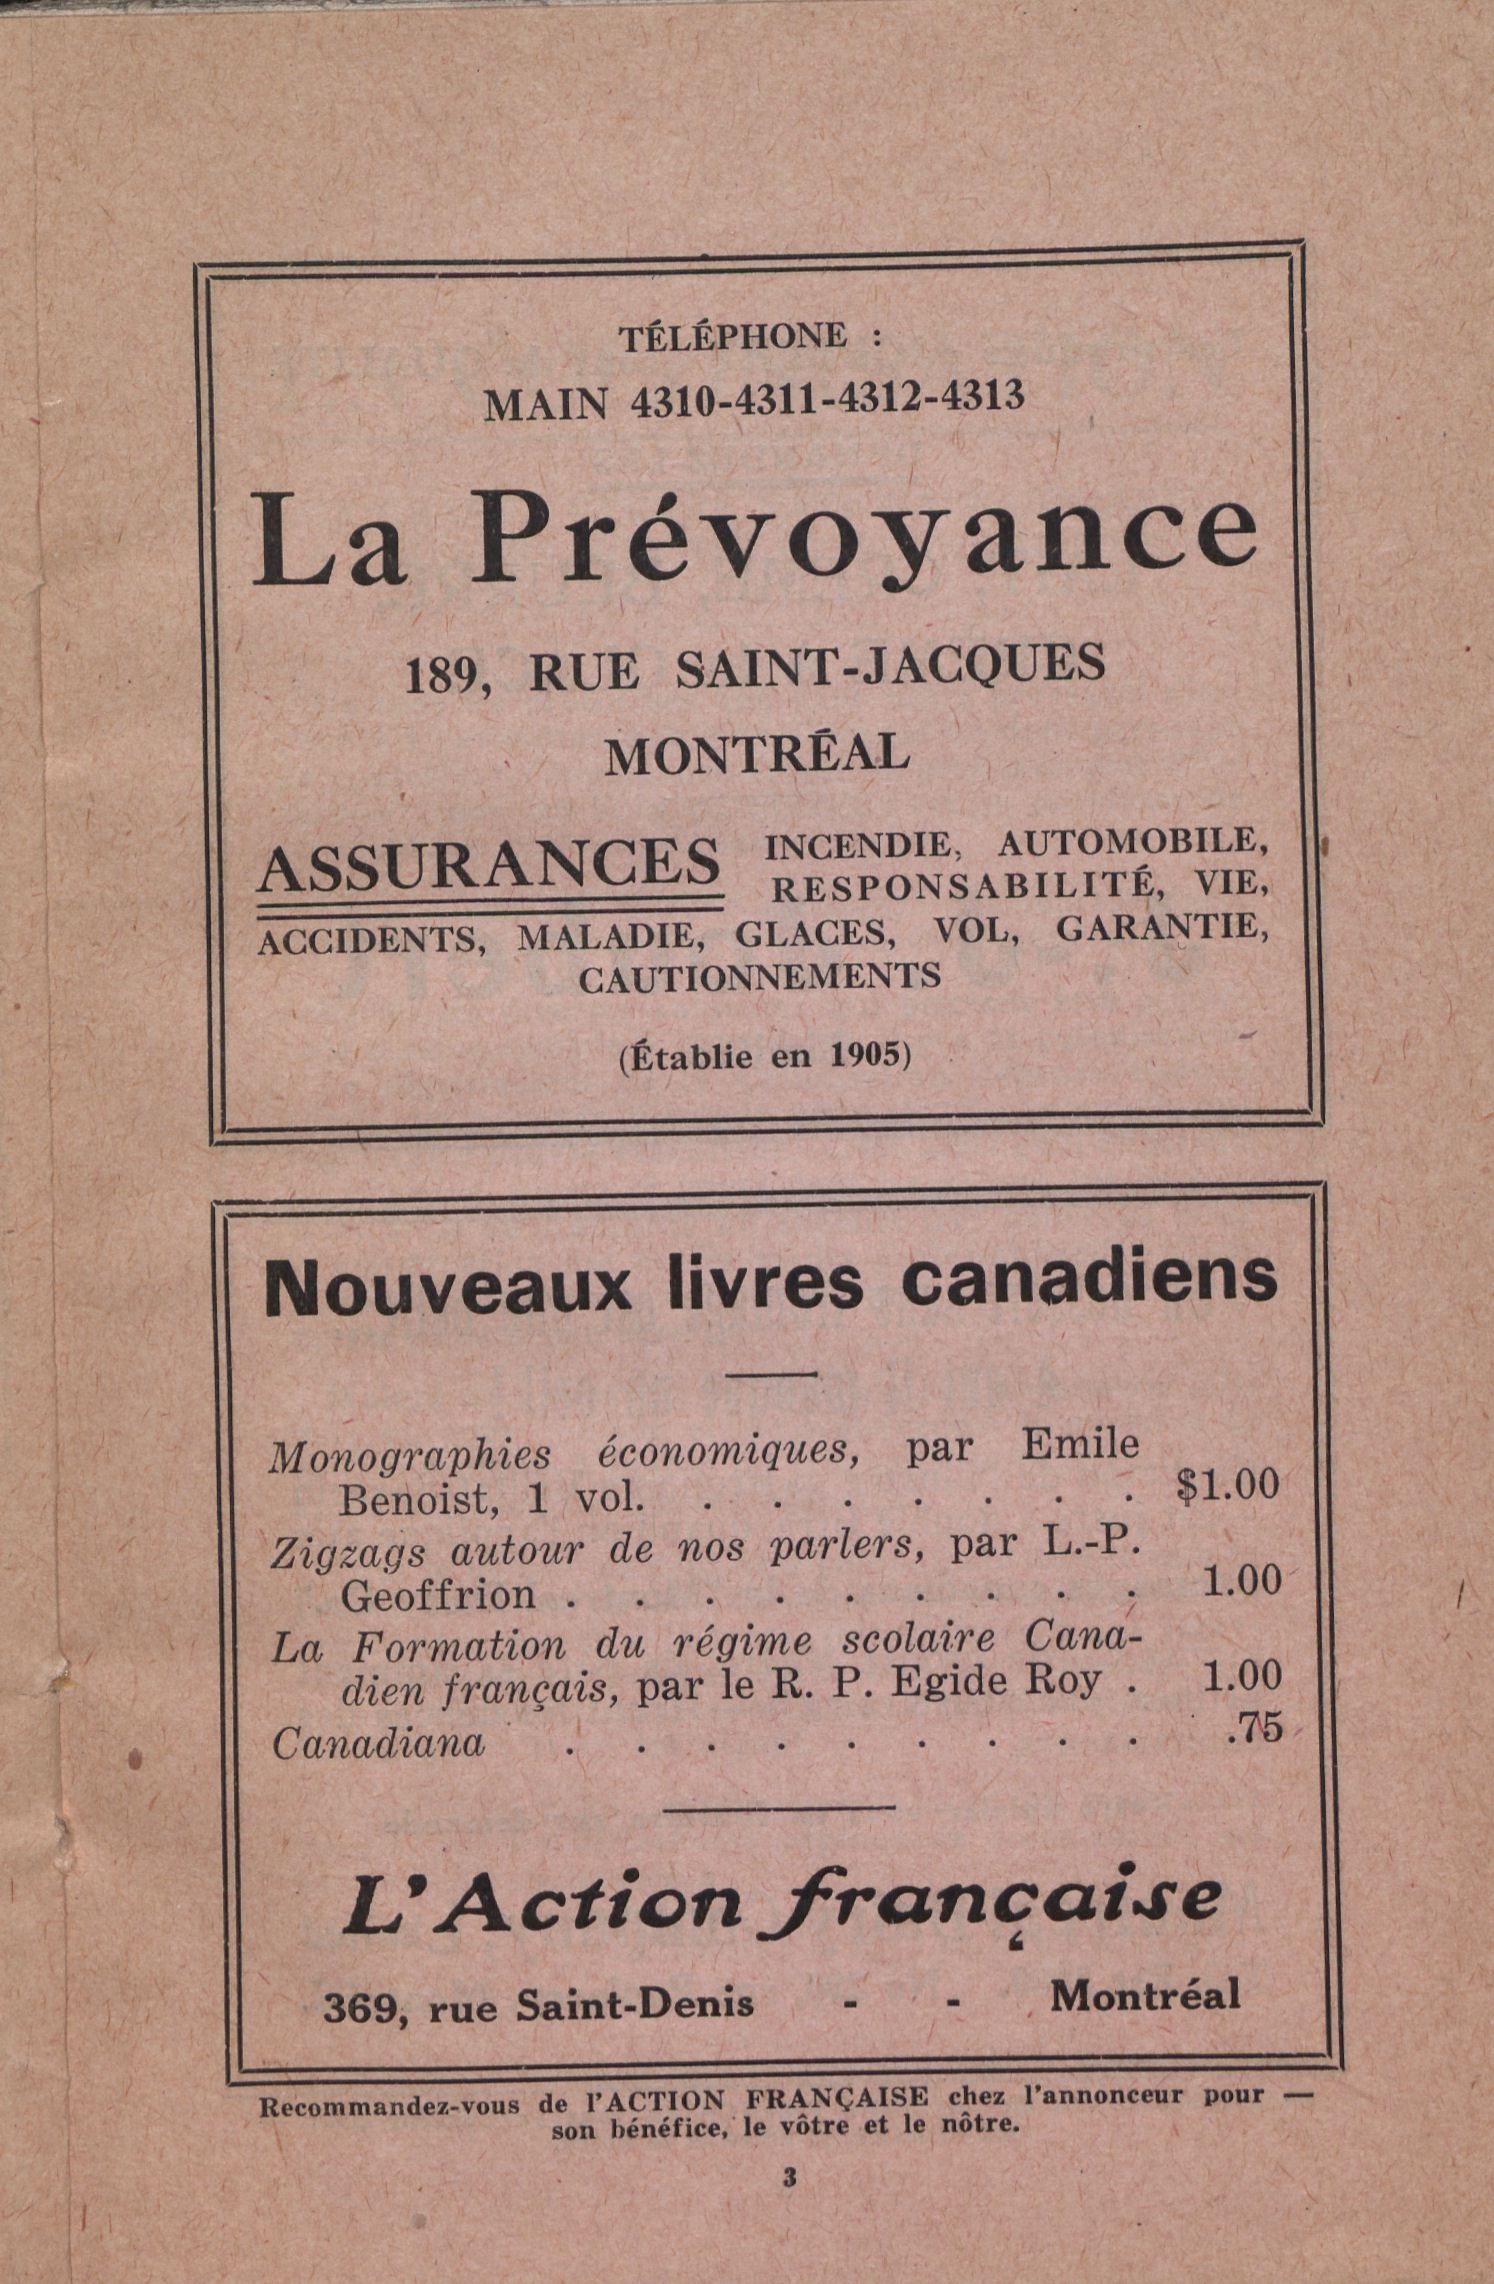 TÉLÉPHONE :
MAIN 4310-4311-4312-4313
La Prévoyance
189, RUE SAINT-JACQUES
MONTRÉAL
ASSURANCES INCENDIE, AUTOMOBILE,
RESPONSABILITÉ, VIE,
ACCIDENTS, MALADIE, GLACES, VOL, GARANTIE,
CAUTIONNEMENTS
(Établie en 1905)
Nouveaux livres canadiens
Monographies économiques, par Emile
Benoist, 1 vol. . . . . . . . $1.00
Zigzags autour de nos parlers, par L.-P.
Geoffrion . . . . . . . . . 1.00
La Formation du régime scolaire Cana-
dien français, par le R. P. Egide Roy . 1.00
Canadiana . . . . . . . . . .75
L'Action française
369, rue Saint-Denis - - Montréal
Recommandez-vous de l'ACTION FRANÇAISE chez l'annonceur pour —
son bénéfice, le vôtre et le nôtre.
3